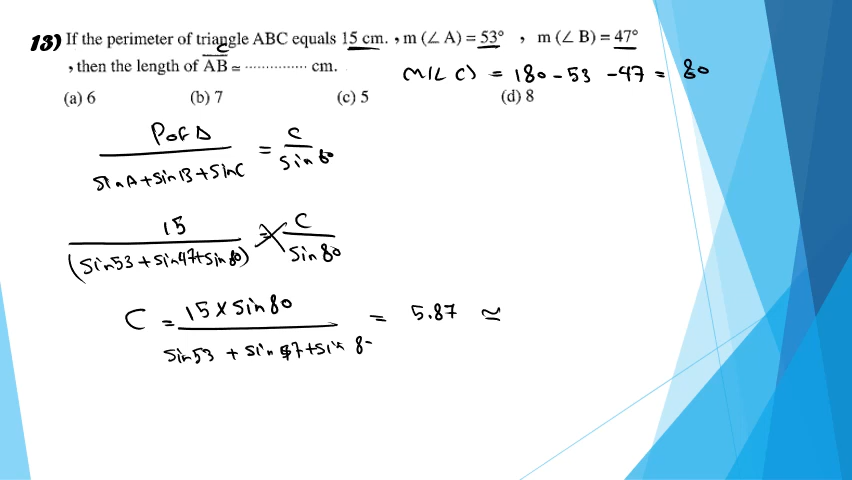 13) If the perimeter of triangle ABC equals 15 cm. , m (∠ A) = 53° , m (∠ B) = 47°
C
, then the length of AB = ............... cm.
m(∠ C) = 180 - 53 - 47 = 80
(a) 6 (b) 7 (c) 5 (d) 8
P of Δ / sin A + sin B + sin C = C / sin 80
15 / (sin 53 + sin 47 + sin 80) = C / sin 80
C = 15 × sin 80 / sin 53 + sin 47 + sin 8- = 5.87 ≃